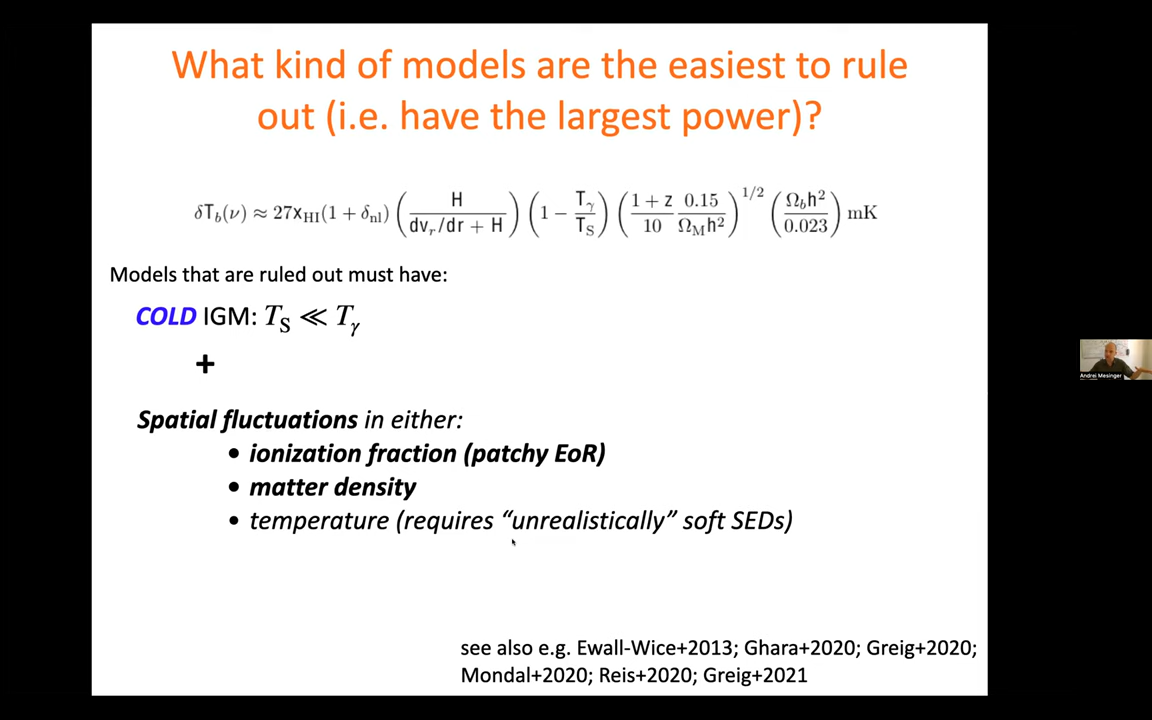 What kind of models are the easiest to rule
out (i.e. have the largest power)?
δT_b(ν) ≈ 27x_HI(1 + δ_nl) (H / (dv_r/dr + H)) (1 − T_γ/T_S) ((1 + z)/10 0.15/(Ω_M h²))^1/2 (Ω_b h²/0.023) mK
Models that are ruled out must have:
COLD IGM: T_S ≪ T_γ
+
Spatial fluctuations in either:
• ionization fraction (patchy EoR)
• matter density
• temperature (requires “unrealistically” soft SEDs)
see also e.g. Ewall-Wice+2013; Ghara+2020; Greig+2020;
Mondal+2020; Reis+2020; Greig+2021
Andrei Mesinger